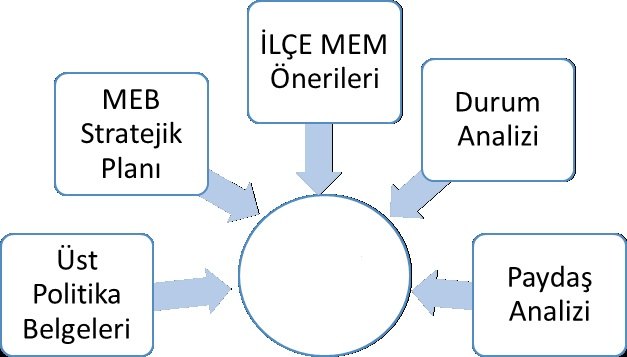 İLÇE MEM
Önerileri
MEB
Stratejik
Planı
Durum
Analizi
Üst
Politika
Belgeleri
Paydaş
Analizi